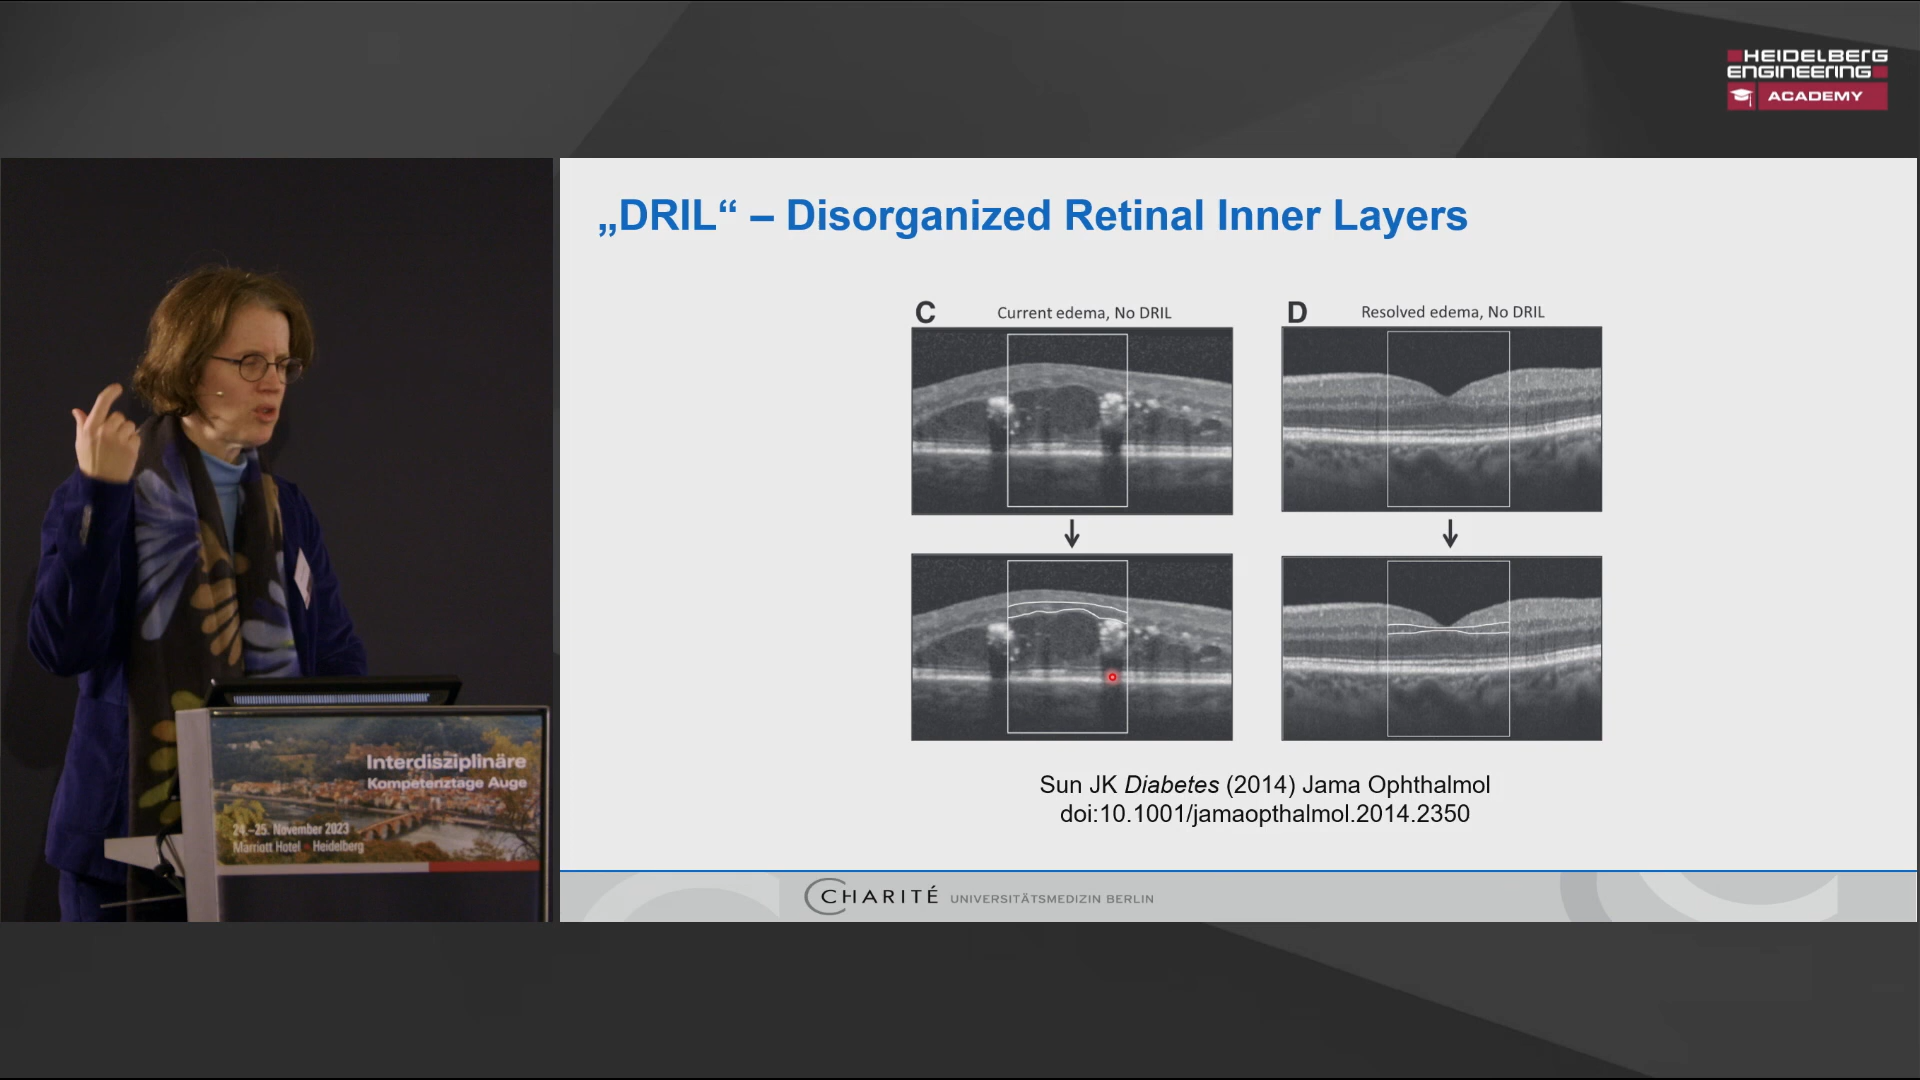 HEIDELBERG
ENGINEERING
ACADEMY
„DRIL“ – Disorganized Retinal Inner Layers
C Current edema, No DRIL
D Resolved edema, No DRIL
Sun JK Diabetes (2014) Jama Ophthalmol
doi:10.1001/jamaopthalmol.2014.2350
CHARITÉ UNIVERSITÄTSMEDIZIN BERLIN
Interdisziplinäre
Kompetenztage Auge
24.–25. November 2023
Marriott Hotel Heidelberg